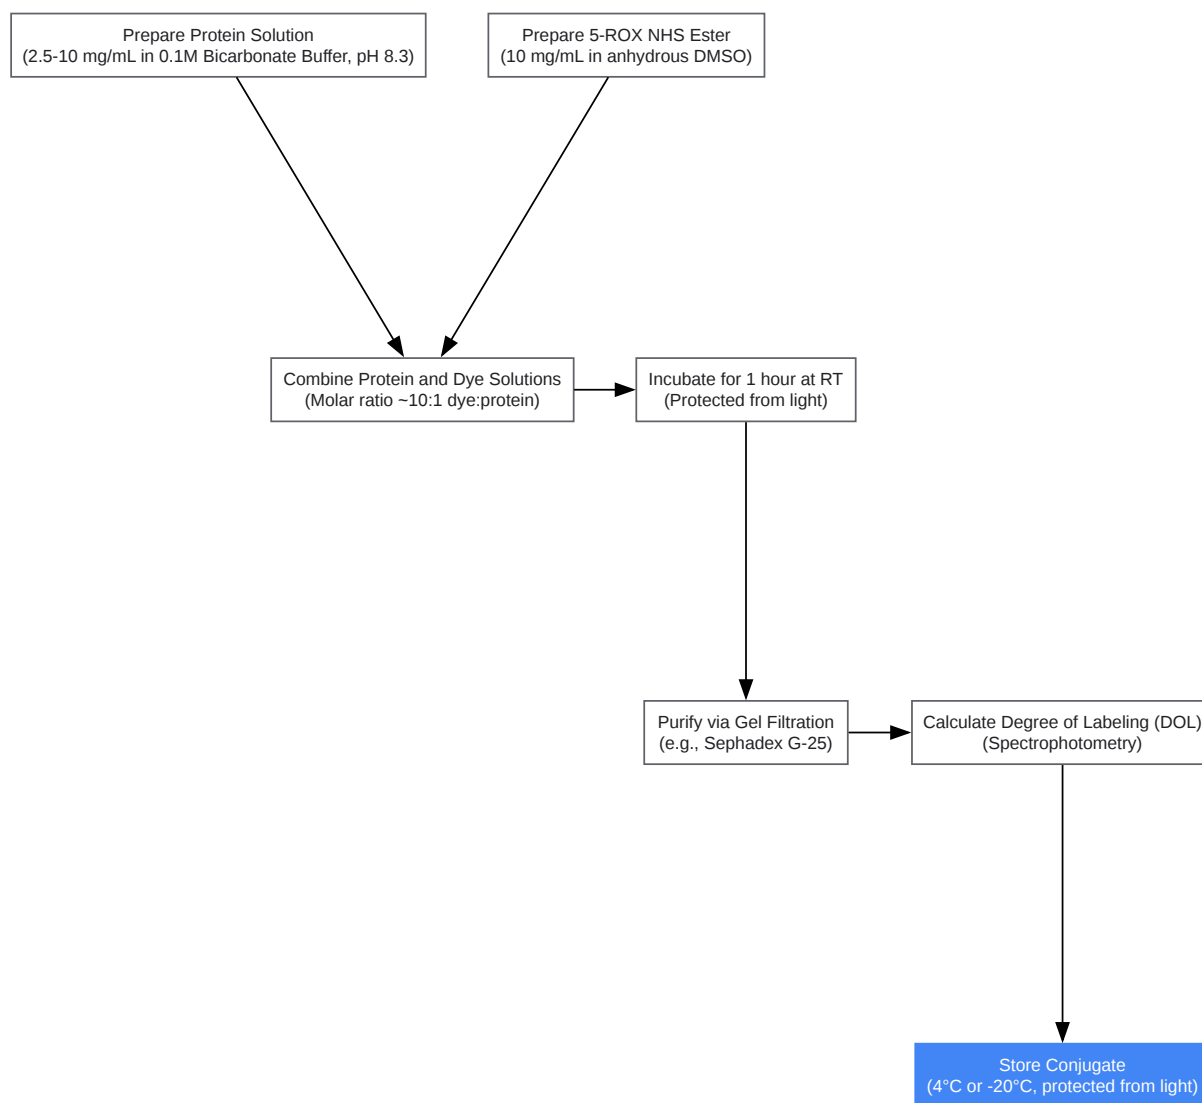 Prepare Protein Solution
(2.5-10 mg/mL in 0.1M Bicarbonate Buffer, pH 8.3)
Prepare 5-ROX NHS Ester
(10 mg/mL in anhydrous DMSO)
Combine Protein and Dye Solutions
(Molar ratio ~10:1 dye:protein)
Incubate for 1 hour at RT
(Protected from light)
Purify via Gel Filtration
(e.g., Sephadex G-25)
Calculate Degree of Labeling (DOL)
(Spectrophotometry)
Store Conjugate
(4°C or -20°C, protected from light)